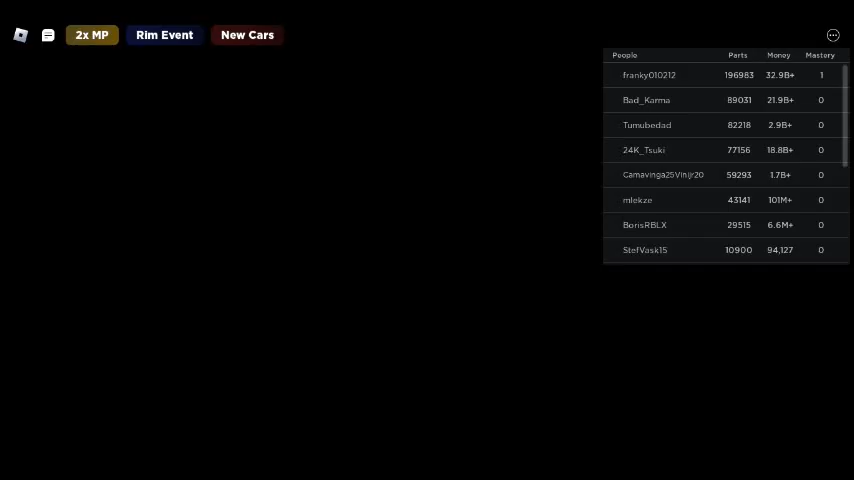 2x MP Rim Event New Cars
People Parts Money Mastery
franky010212 196983 32.9B+ 1
Bad_Karma 89031 21.9B+ 0
Tumubedad 82218 2.9B+ 0
24K_Tsuki 77156 18.8B+ 0
Camavinga25Vinijr20 59293 1.7B+ 0
mlekze 43141 101M+ 0
BorisRBLX 29515 6.6M+ 0
StefVask15 10900 94,127 0